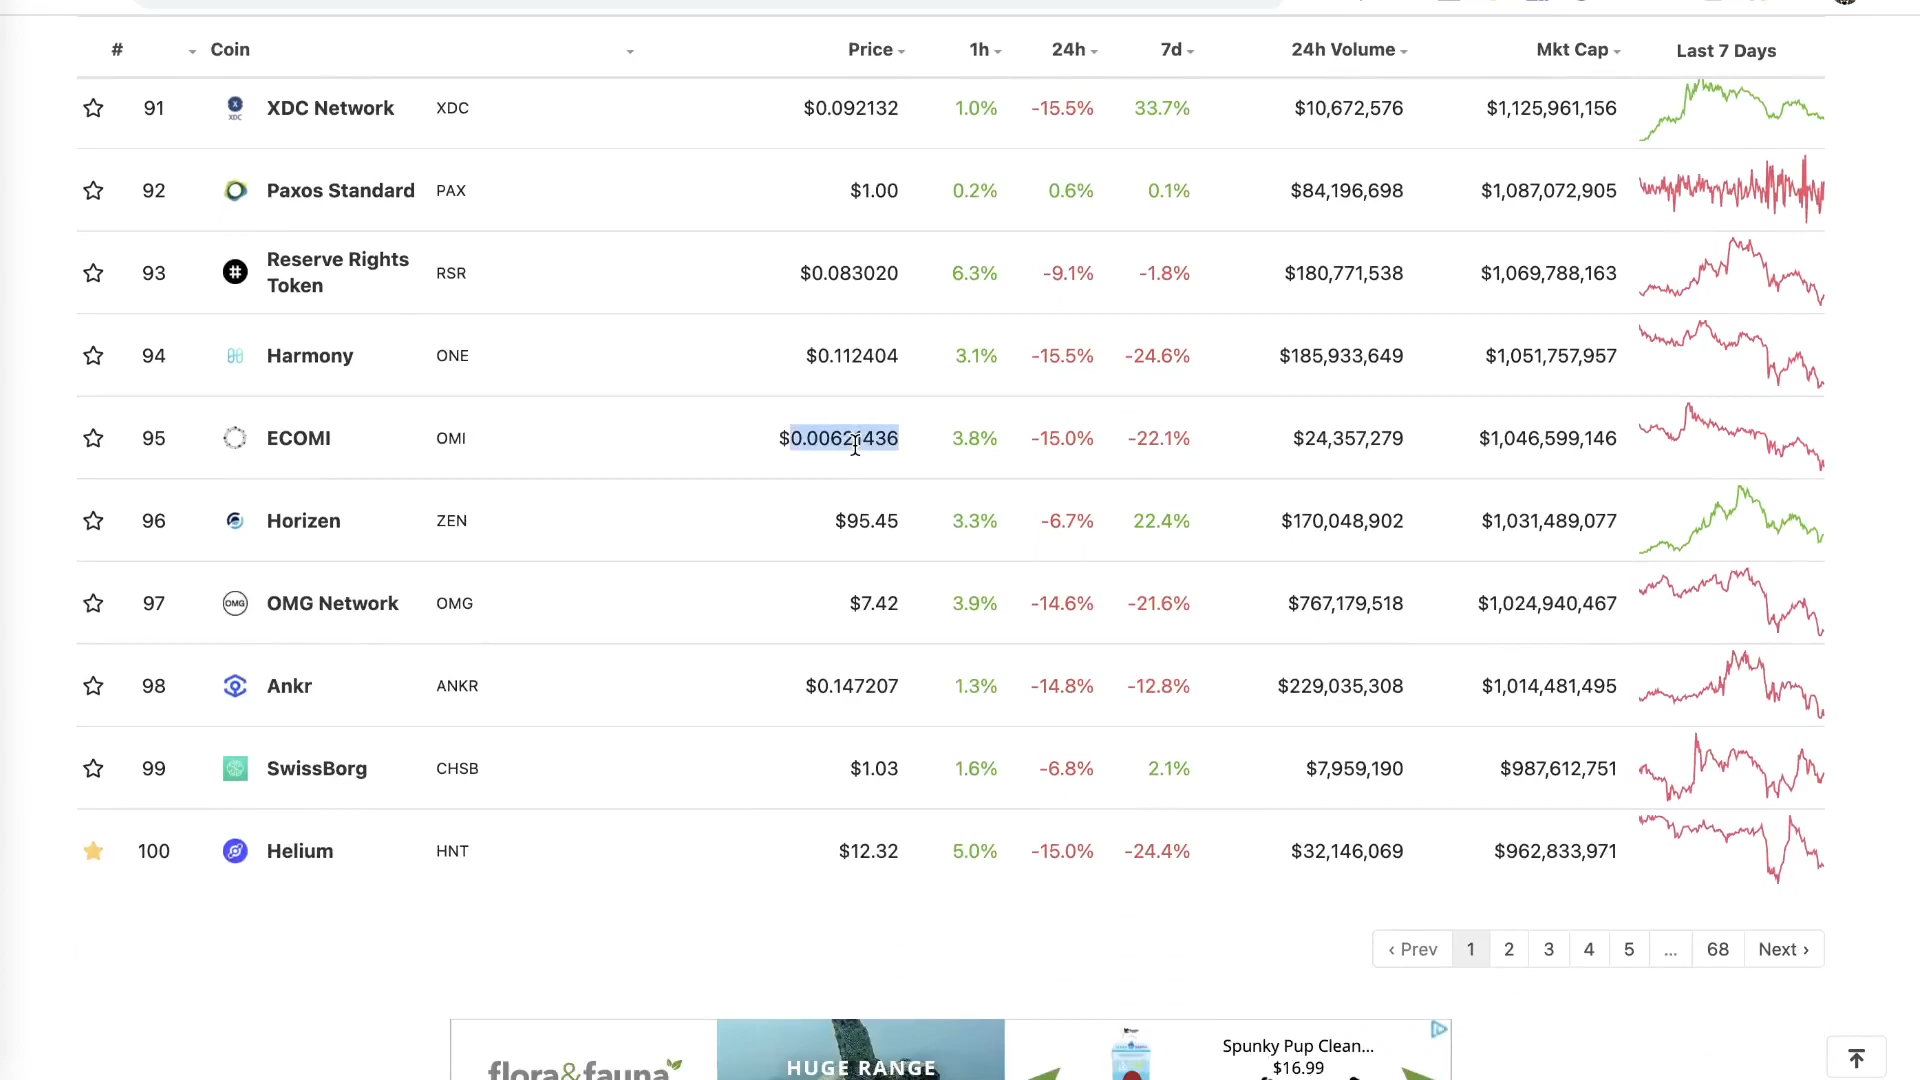 # Coin Price 1h 24h 7d 24h Volume Mkt Cap Last 7 Days
91 XDC XDC Network XDC $0.092132 1.0% -15.5% 33.7% $10,672,576 $1,125,961,156
92 Paxos Standard PAX $1.00 0.2% 0.6% 0.1% $84,196,698 $1,087,072,905
93 # Reserve Rights Token RSR $0.083020 6.3% -9.1% -1.8% $180,771,538 $1,069,788,163
94 Harmony ONE $0.112404 3.1% -15.5% -24.6% $185,933,649 $1,051,757,957
95 ECOMI OMI $0.00621436 3.8% -15.0% -22.1% $24,357,279 $1,046,599,146
96 Horizen ZEN $95.45 3.3% -6.7% 22.4% $170,048,902 $1,031,489,077
97 OMG OMG Network OMG $7.42 3.9% -14.6% -21.6% $767,179,518 $1,024,940,467
98 Ankr ANKR $0.147207 1.3% -14.8% -12.8% $229,035,308 $1,014,481,495
99 SwissBorg CHSB $1.03 1.6% -6.8% 2.1% $7,959,190 $987,612,751
100 Helium HNT $12.32 5.0% -15.0% -24.4% $32,146,069 $962,833,971
‹ Prev 1 2 3 4 5 ... 68 Next ›
flora&fauna HUGE RANGE Spunky Pup Clean...
$16.99